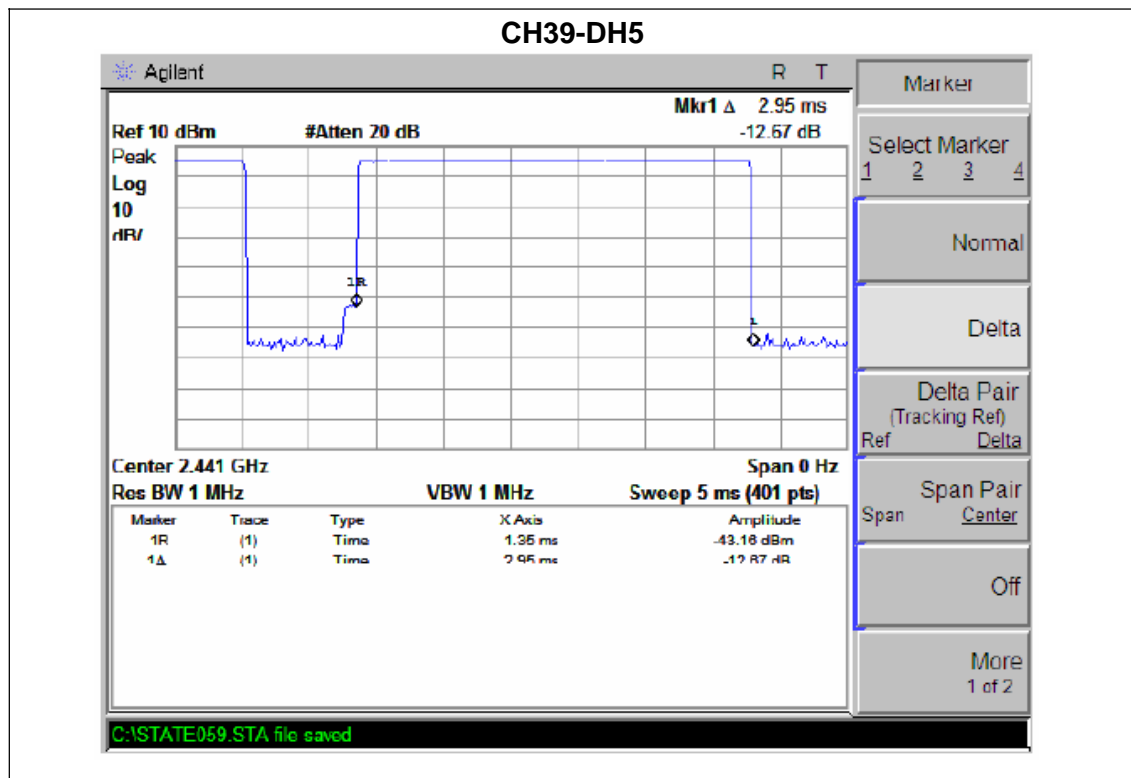 CH39-DH5
Agilent R T
Mkr1 Δ 2.95 ms
Ref 10 dBm #Atten 20 dB -12.67 dB
Peak
Log
10
dB/
1R
1
Center 2.441 GHz Span 0 Hz
Res BW 1 MHz VBW 1 MHz Sweep 5 ms (401 pts)
Marker Trace Type X Axis Amplitude
1R (1) Time 1.35 ms -43.16 dBm
1Δ (1) Time 2.95 ms -12.67 dB
C:\STATE059.STA file saved
Marker
Select Marker
1 2 3 4
Normal
Delta
Delta Pair
(Tracking Ref)
Ref Delta
Span Pair
Span Center
Off
More
1 of 2